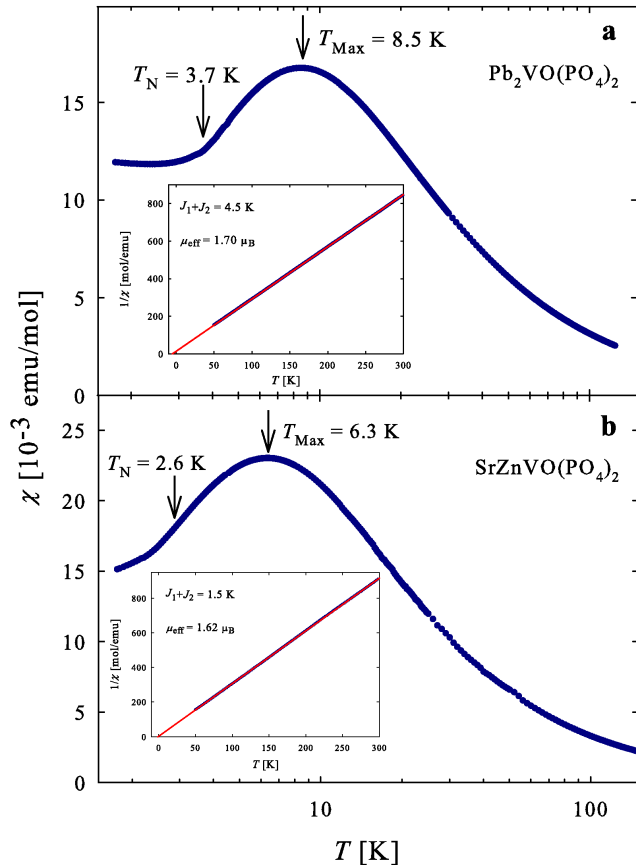 a
T_Max = 8.5 K
Pb₂VO(PO₄)₂
T_N = 3.7 K
15
10
5
0
800
600
400
200
0
J₁+J₂ = 4.5 K
μ_eff = 1.70 μ_B
1/χ [mol/emu]
0 50 100 150 200 250 300
T [K]
χ [10⁻³ emu/mol]
b
T_Max = 6.3 K
SrZnVO(PO₄)₂
T_N = 2.6 K
25
20
15
10
5
0
800
600
400
200
0
J₁+J₂ = 1.5 K
μ_eff = 1.62 μ_B
1/χ [mol/emu]
0 50 100 150 200 250 300
T [K]
10 100
T [K]